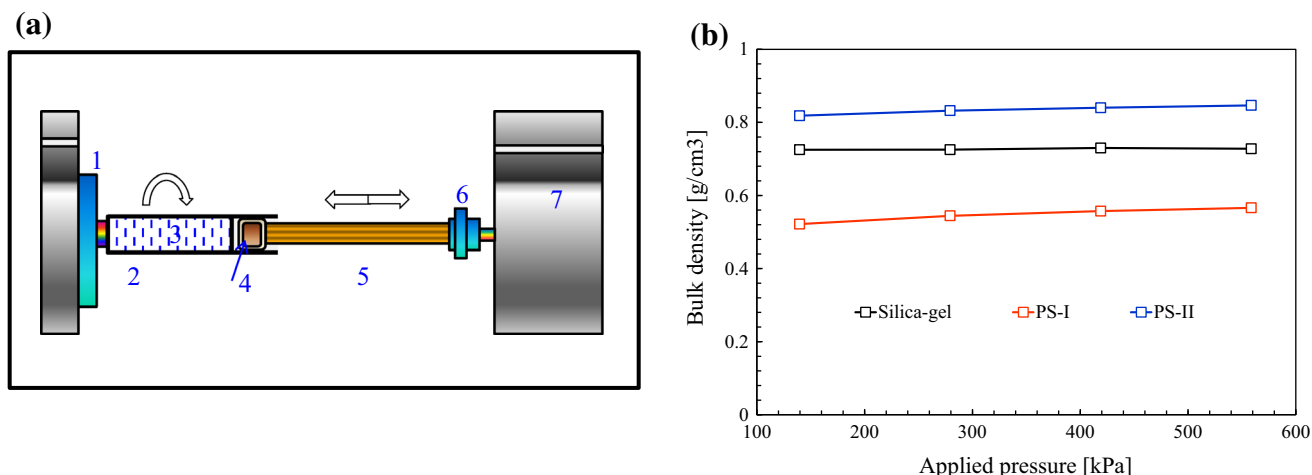 (a)
1
2
3
4
5
6
7
(b)
Bulk density [g/cm3]
1
0.8
0.6
0.4
0.2
0
Silica-gel
PS-I
PS-II
100
200
300
400
500
600
Applied pressure [kPa]